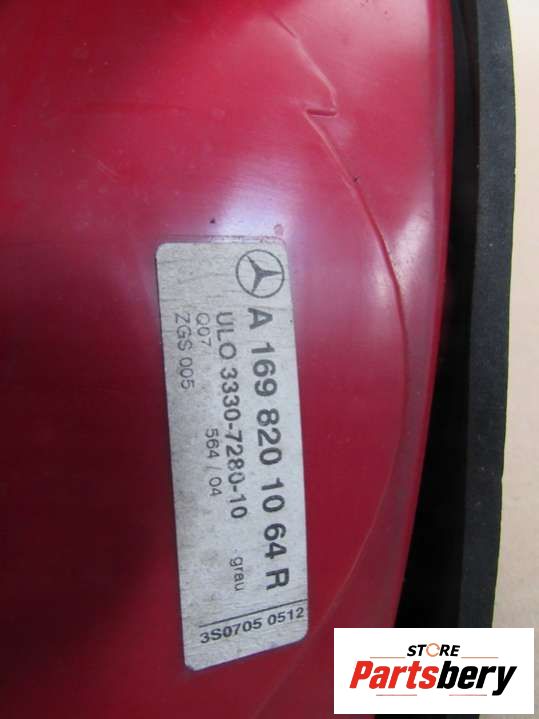 A 169 820 10 64 R
ULO 3330-7280-10 grau
Q07 564 / 04
ZGS 005
3S0705 0512
STORE
Partsbery